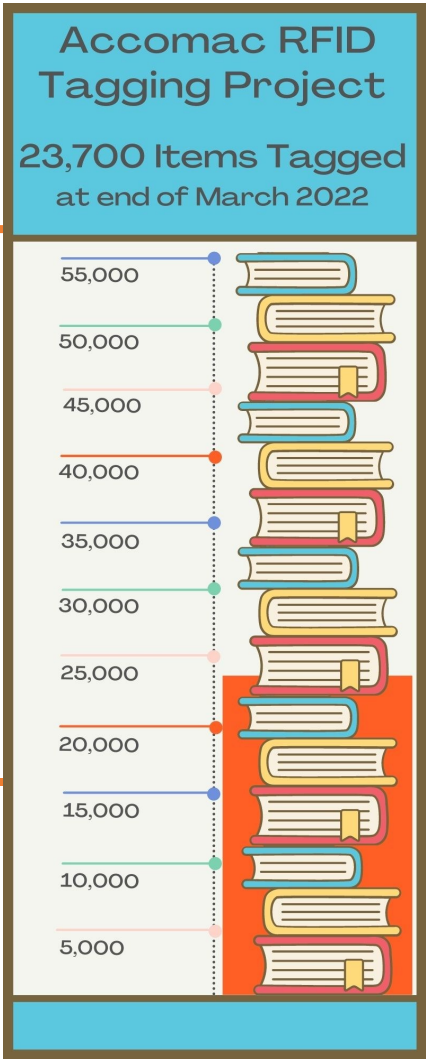 Accomac RFID
Tagging Project
23,700 Items Tagged
at end of March 2022
55,000
50,000
45,000
40,000
35,000
30,000
25,000
20,000
15,000
10,000
5,000